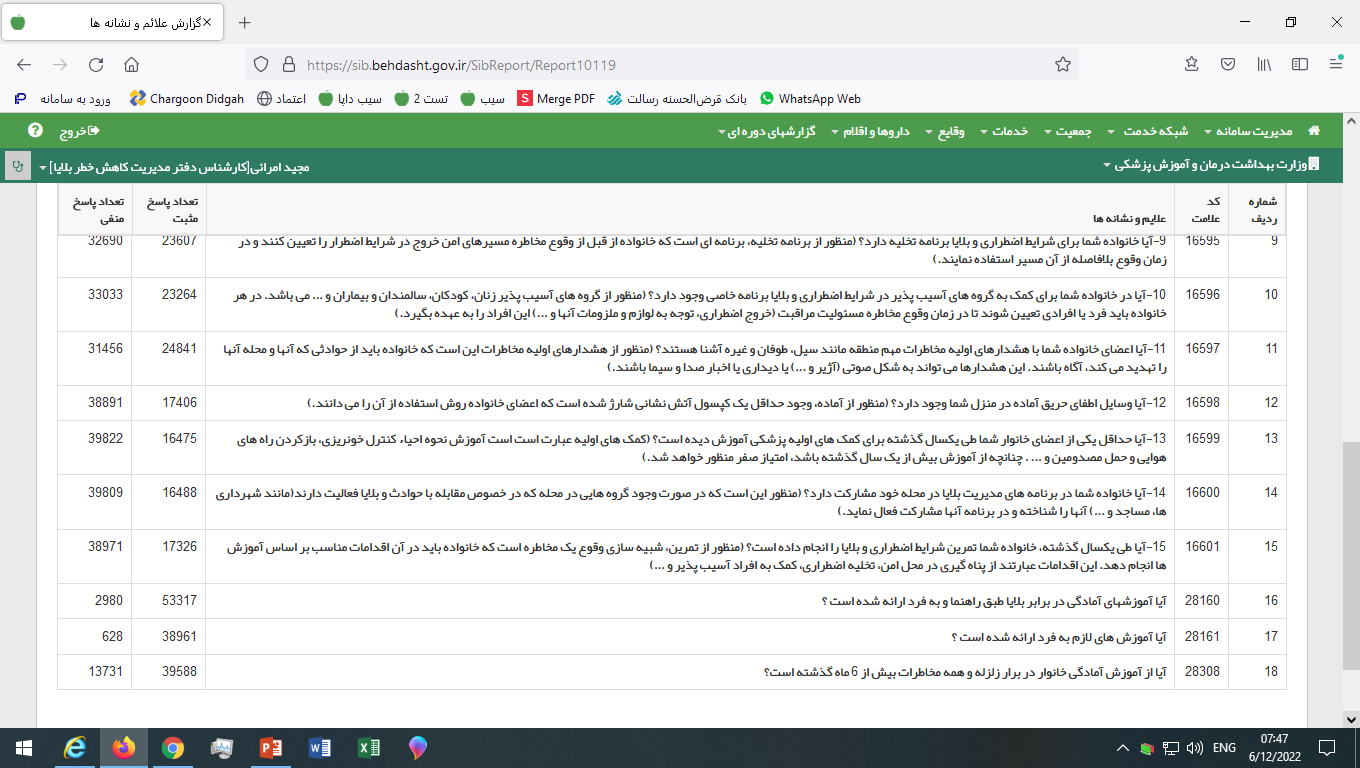 گزارش علائم و نشانه ها
https://sib.behdasht.gov.ir/SibReport/Report10119
ورود به سامانه
Chargoon Didgah
اعتماد
سیب دایا
تست 2
سیب
Merge PDF
بانک قرض‌الحسنه رسالت
WhatsApp Web
مدیریت سامانه
شبکه خدمت
جمعیت
خدمات
وقایع
داروها و اقلام
گزارشهای دوره ای
خروج
وزارت بهداشت درمان و آموزش پزشکی
مجید امرائی[کارشناس دفتر مدیریت کاهش خطر بلایا]
شماره ردیف
کد علامت
علایم و نشانه ها
تعداد پاسخ مثبت
تعداد پاسخ منفی
9 16595 9-آیا خانواده شما برای شرایط اضطراری و بلایا برنامه تخلیه دارد؟ (منظور از برنامه تخلیه، برنامه ای است که خانواده از قبل از وقوع مخاطره مسیرهای امن خروج در شرایط اضطرار را تعیین کنند و در 23607 32690
زمان وقوع بلافاصله از آن مسیر استفاده نمایند.)
10 16596 10-آیا در خانواده شما برای کمک به گروه های آسیب پذیر در شرایط اضطراری و بلایا برنامه خاصی وجود دارد؟ (منظور از گروه های آسیب پذیر زنان، کودکان، سالمندان و بیماران و ... می باشد. در هر 23264 33033
خانواده باید فرد یا افرادی تعیین شوند تا در زمان وقوع مخاطره مسئولیت مراقبت (خروج اضطراری، توجه به لوازم و ملزومات آنها و ...) این افراد را به عهده بگیرد.)
11 16597 11-آیا اعضای خانواده شما با هشدارهای اولیه مخاطرات مهم منطقه مانند سیل، طوفان و غیره آشنا هستند؟ (منظور از هشدارهای اولیه مخاطرات این است که خانواده باید از حوادثی که آنها و محله آنها 24841 31456
را تهدید می کند، آگاه باشند. این هشدارها می تواند به شکل صوتی (آژیر و ...) یا دیداری یا اخبار صدا و سیما باشند.)
12 16598 12-آیا وسایل اطفای حریق آماده در منزل شما وجود دارد؟ (منظور از آماده، وجود حداقل یک کپسول آتش نشانی شارژ شده است که اعضای خانواده روش استفاده از آن را می دانند.) 17406 38891
13 16599 13-آیا حداقل یکی از اعضای خانوار شما طی یکسال گذشته برای کمک های اولیه پزشکی آموزش دیده است؟ (کمک های اولیه عبارت است است آموزش نحوه احیاء کنترل خونریزی، بازکردن راه های 16475 39822
هوایی و حمل مصدومین و ... . چنانچه از آموزش بیش از یک سال گذشته باشد، امتیاز صفر منظور خواهد شد.)
14 16600 14-آیا خانواده شما در برنامه های مدیریت بلایا در محله خود مشارکت دارد؟ (منظور این است که در صورت وجود گروه هایی در محله که در خصوص مقابله با حوادث و بلایا فعالیت دارند(مانند شهرداری 16488 39809
ها، مساجد و ...) آنها را شناخته و در برنامه آنها مشارکت فعال نماید.)
15 16601 15-آیا طی یکسال گذشته، خانواده شما تمرین شرایط اضطراری و بلایا را انجام داده است؟ (منظور از تمرین، شبیه سازی وقوع یک مخاطره است که خانواده باید در آن اقدامات مناسب بر اساس آموزش 17326 38971
ها انجام دهد. این اقدامات عبارتند از پناه گیری در محل امن، تخلیه اضطراری، کمک به افراد آسیب پذیر و ...)
16 28160 آیا آموزشهای آمادگی در برابر بلایا طبق راهنما و به فرد ارائه شده است ؟ 53317 2980
17 28161 آیا آموزش های لازم به فرد ارائه شده است ؟ 38961 628
18 28308 آیا از آموزش آمادگی خانوار در برار زلزله و همه مخاطرات بیش از 6 ماه گذشته است؟ 39588 13731
ENG
07:47
6/12/2022